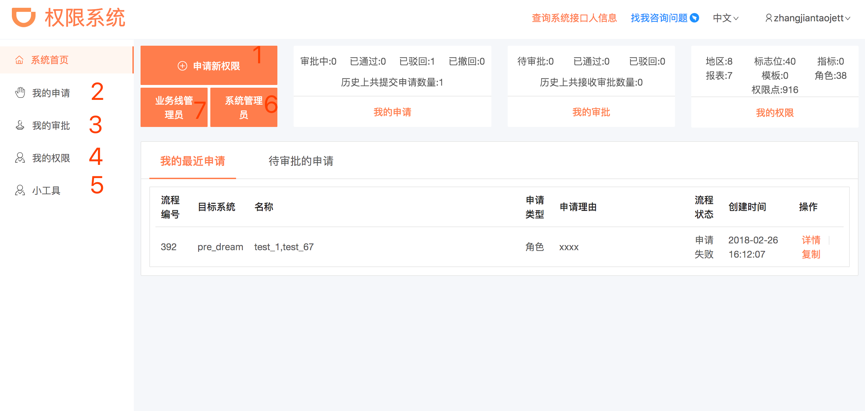 权限系统
查询系统接口人信息 找我咨询问题 中文 zhangjiantaojett
系统首页
我的申请 2
我的审批 3
我的权限 4
小工具 5
申请新权限 1
业务线管
理员 7
系统管理
员 6
审批中:0 已通过:0 已驳回:1 已撤回:0
历史上共提交申请数量:1
我的申请
待审批:0 已通过:0 已驳回:0
历史上共接收审批数量:0
我的审批
地区:8 标志位:40 指标:0
报表:7 模板:0 角色:38
权限点:916
我的权限
我的最近申请 待审批的申请
流程
编号 目标系统 名称 申请
类型 申请理由 流程
状态 创建时间 操作
392 pre_dream test_1,test_67 角色 xxxx 申请
失败 2018-02-26
16:12:07 详情
复制